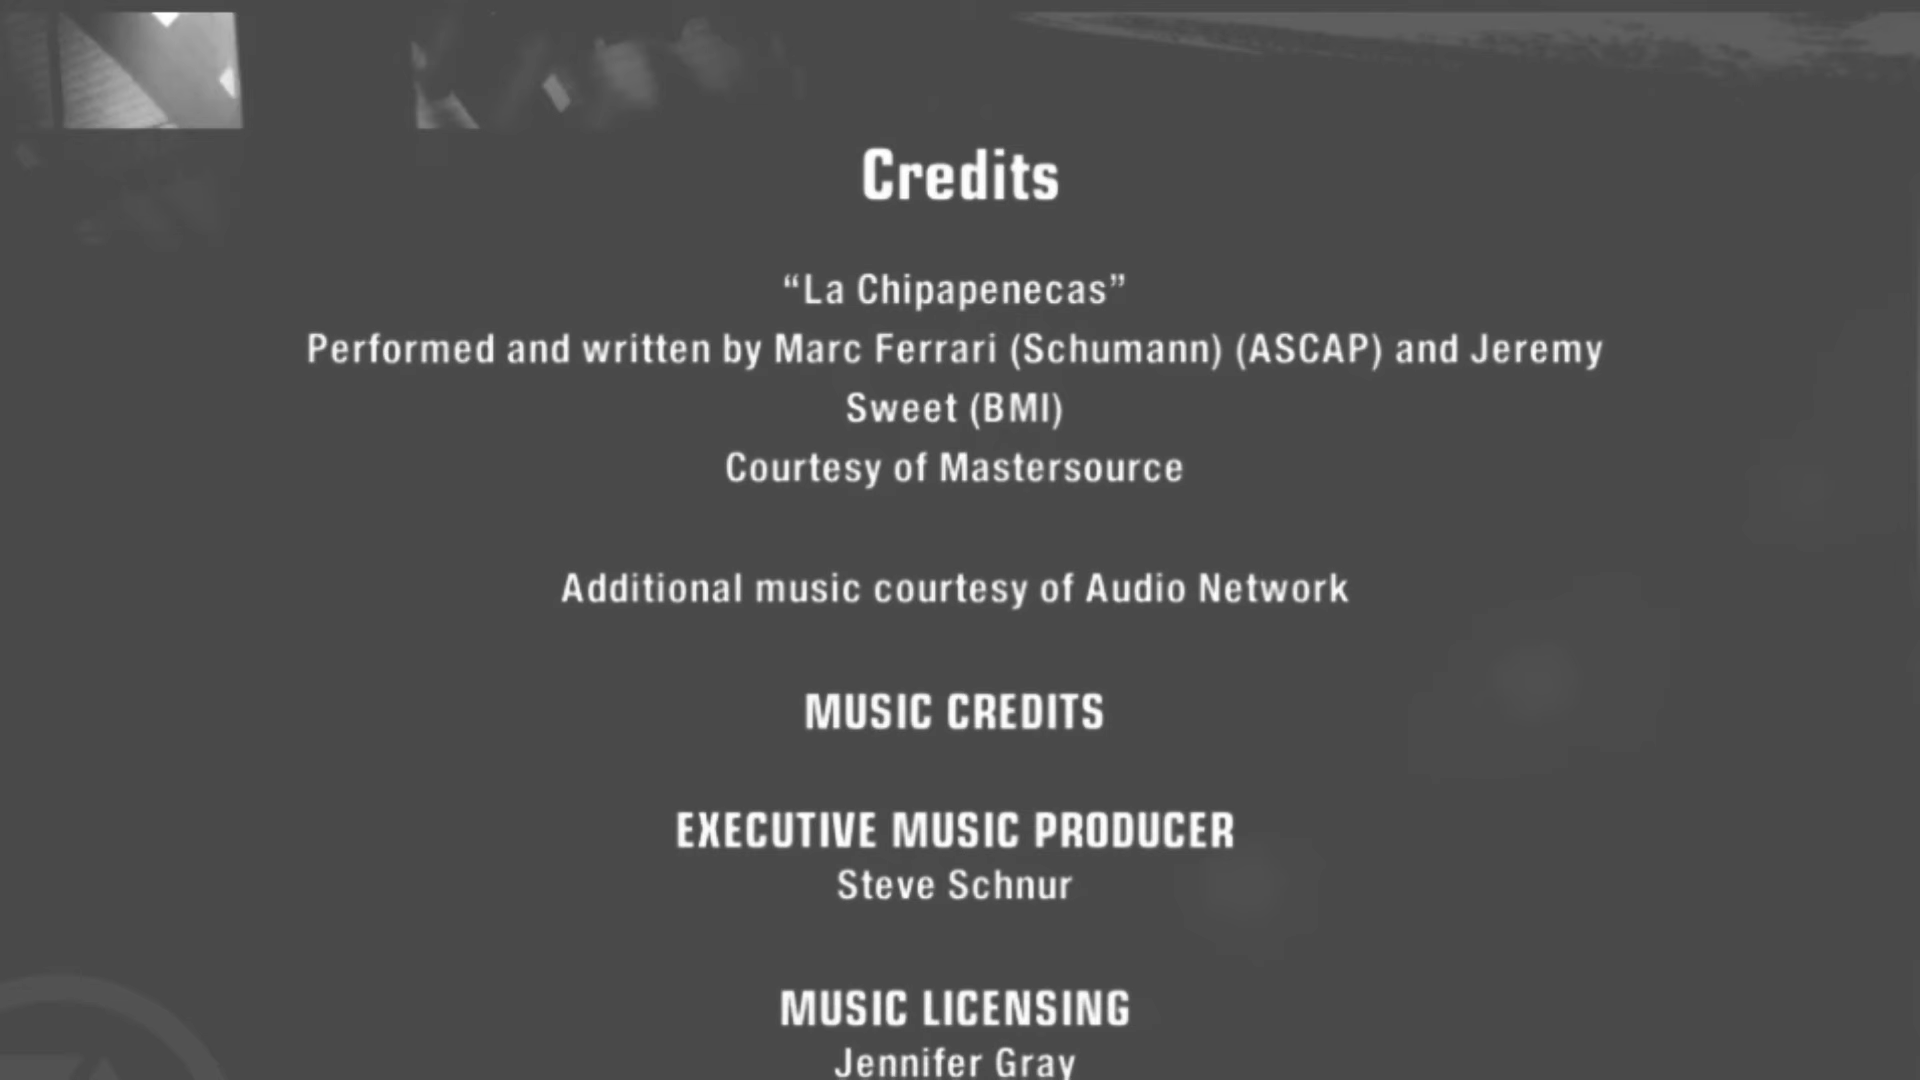 Credits
“La Chipapenecas”
Performed and written by Marc Ferrari (Schumann) (ASCAP) and Jeremy
Sweet (BMI)
Courtesy of Mastersource
Additional music courtesy of Audio Network
MUSIC CREDITS
EXECUTIVE MUSIC PRODUCER
Steve Schnur
MUSIC LICENSING
Jennifer Gray